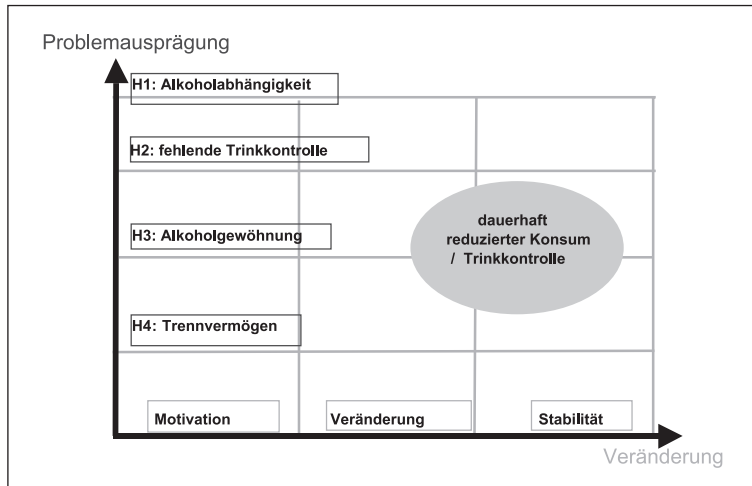 Problemausprägung
H1: Alkoholabhängigkeit
H2: fehlende Trinkkontrolle
H3: Alkoholgewöhnung
dauerhaft
reduzierter Konsum
/ Trinkkontrolle
H4: Trennvermögen
Motivation
Veränderung
Stabilität
Veränderung